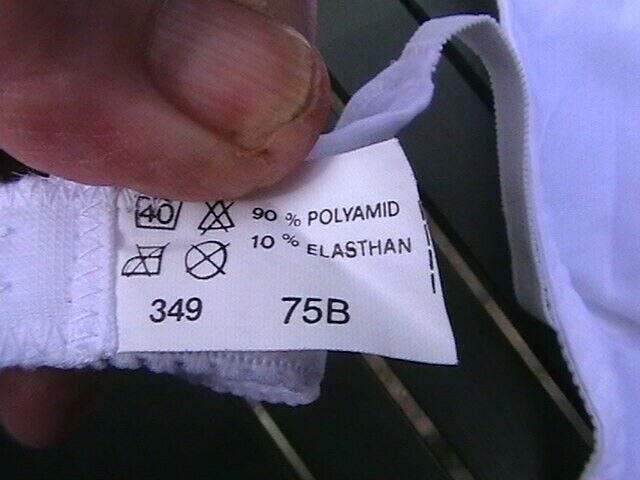 40 90 % POLYAMID
10 % ELASTHAN
349 75B